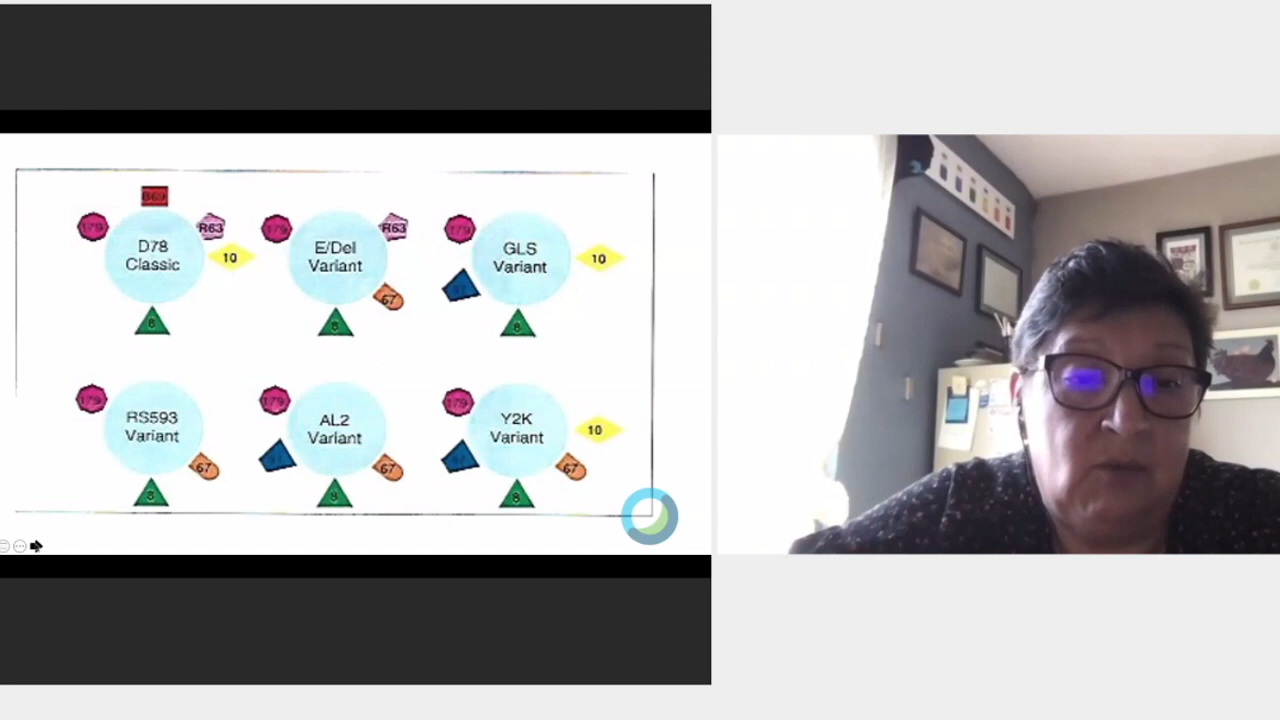 B69
179
R63
D78
Classic
10
8
179
R63
E/Del
Variant
67
8
179
GLS
Variant
10
8
179
RS593
Variant
67
8
179
AL2
Variant
67
8
179
Y2K
Variant
10
67
8